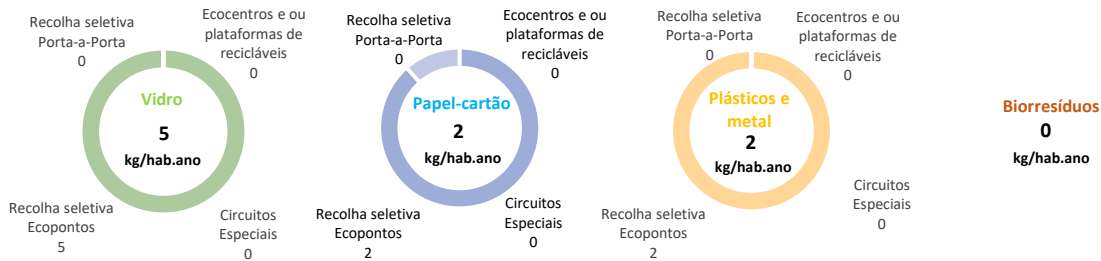 Recolha seletiva
Porta-a-Porta
0
Ecocentros e ou
plataformas de
recicláveis
0
Vidro
5
kg/hab.ano
Recolha seletiva
Ecopontos
5
Circuitos
Especiais
0
Recolha seletiva
Porta-a-Porta
0
Ecocentros e ou
plataformas de
recicláveis
0
Papel-cartão
2
kg/hab.ano
Recolha seletiva
Ecopontos
2
Circuitos
Especiais
0
Recolha seletiva
Porta-a-Porta
0
Ecocentros e ou
plataformas de
recicláveis
0
Plásticos e
metal
2
kg/hab.ano
Recolha seletiva
Ecopontos
2
Circuitos
Especiais
0
Biorresíduos
0
kg/hab.ano